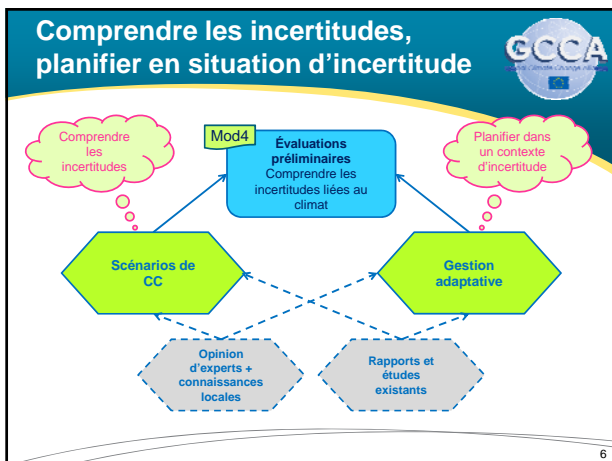 Comprendre les incertitudes,
planifier en situation d'incertitude
GCCA
Comprendre
les
incertitudes
Mod4
Évaluations
préliminaires
Comprendre les
incertitudes liées au
climat
Planifier dans
un contexte
d'incertitude
Scénarios de
CC
Gestion
adaptative
Opinion
d'experts +
connaissances
locales
Rapports et
études
existants
6